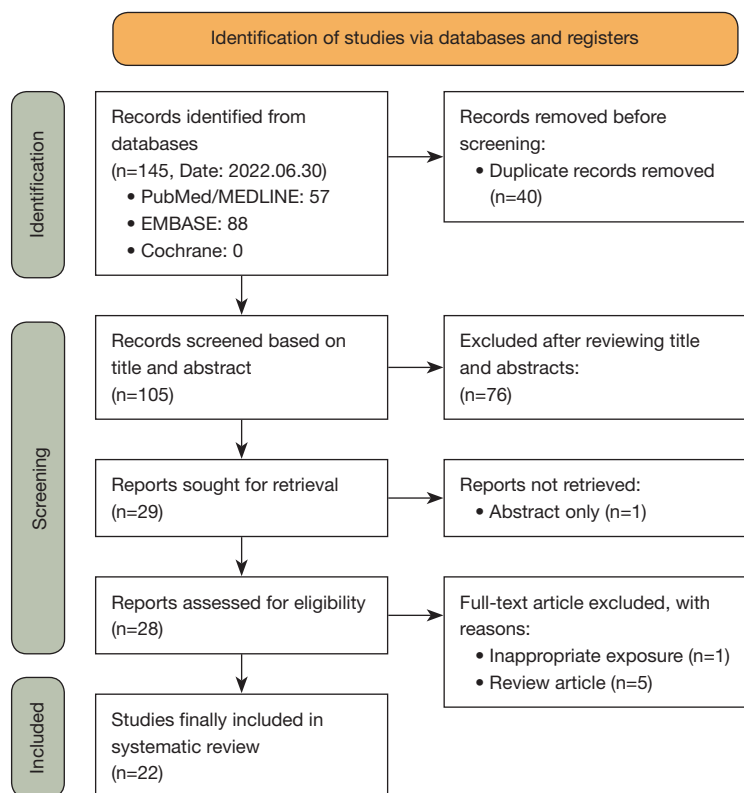 Identification of studies via databases and registers
Identification
Records identified from
databases
(n=145, Date: 2022.06.30)
• PubMed/MEDLINE: 57
• EMBASE: 88
• Cochrane: 0
Records removed before
screening:
• Duplicate records removed
(n=40)
Screening
Records screened based on
title and abstract
(n=105)
Excluded after reviewing title
and abstracts:
(n=76)
Reports sought for retrieval
(n=29)
Reports not retrieved:
• Abstract only (n=1)
Reports assessed for eligibility
(n=28)
Full-text article excluded, with
reasons:
• Inappropriate exposure (n=1)
• Review article (n=5)
Included
Studies finally included in
systematic review
(n=22)